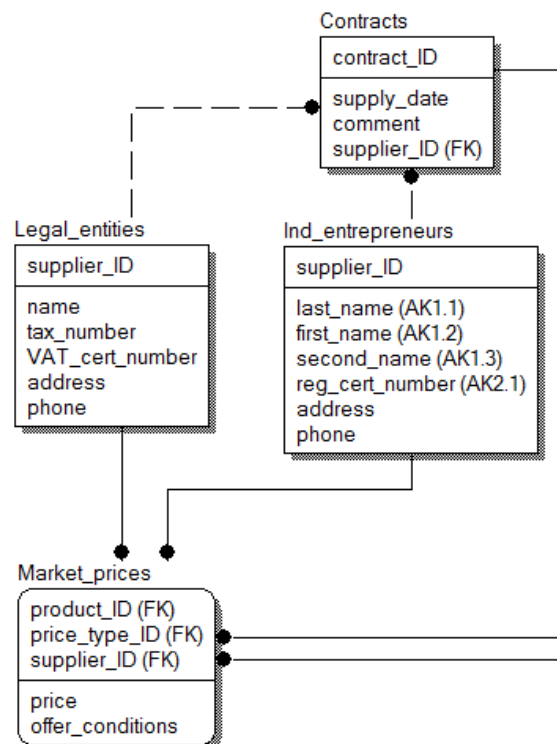 Contracts
contract_ID
supply_date
comment
supplier_ID (FK)
Legal_entities
supplier_ID
name
tax_number
VAT_cert_number
address
phone
Ind_entrepreneurs
supplier_ID
last_name (AK1.1)
first_name (AK1.2)
second_name (AK1.3)
reg_cert_number (AK2.1)
address
phone
Market_prices
product_ID (FK)
price_type_ID (FK)
supplier_ID (FK)
price
offer_conditions